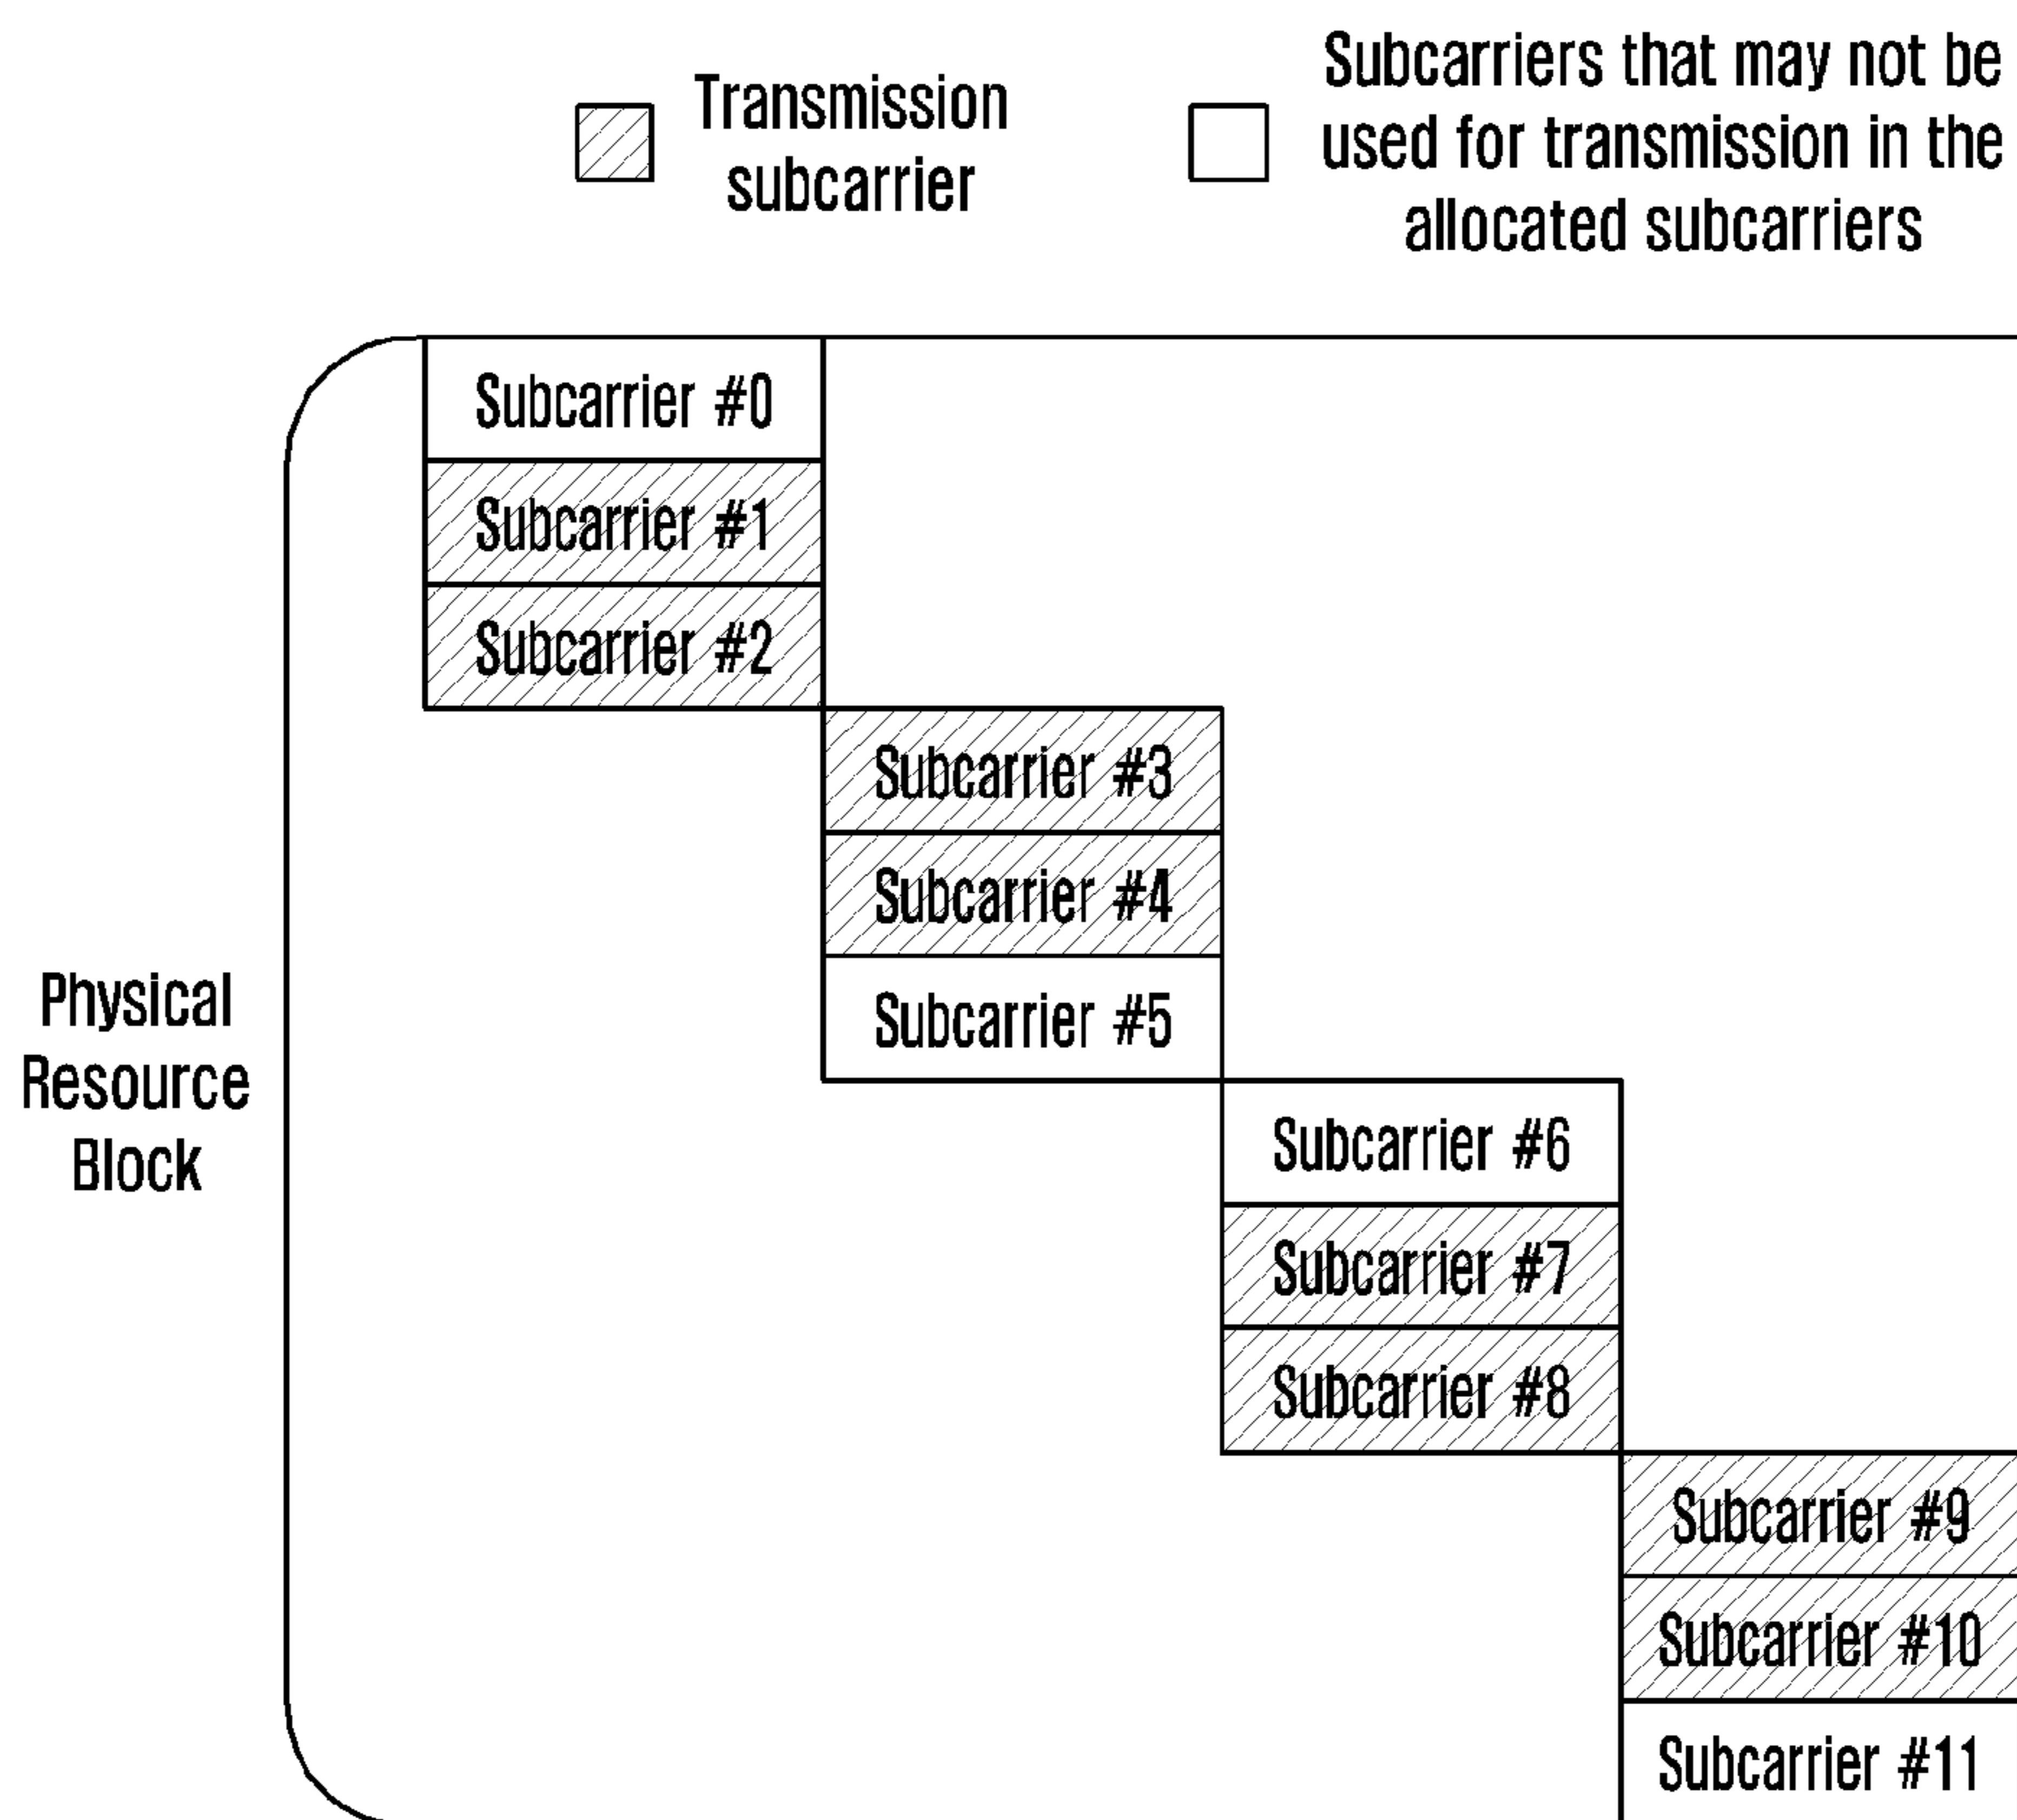 Transmission
subcarrier
Subcarriers that may not be
used for transmission in the
allocated subcarriers
Subcarrier #0
Subcarrier #1
Subcarrier #2
Subcarrier #3
Subcarrier #4
Subcarrier #5
Physical
Resource
Block
Subcarrier #6
Subcarrier #7
Subcarrier #8
Subcarrier #9
Subcarrier #10
Subcarrier #11